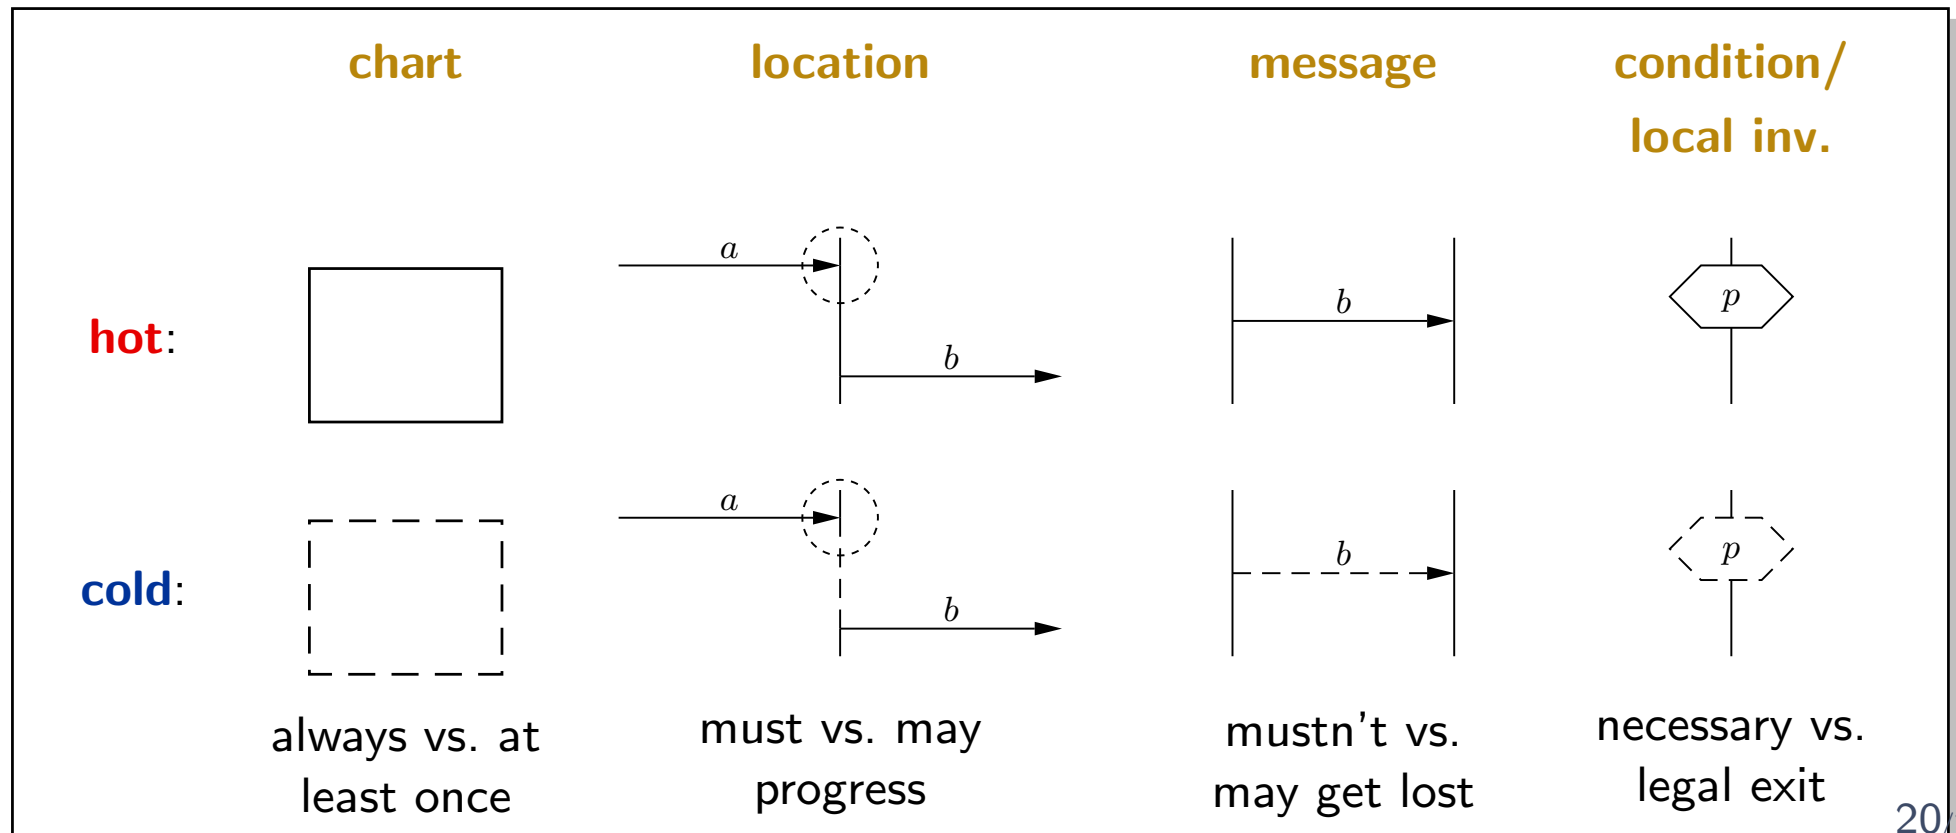 chart location message condition/
local inv.
a
b
b
p
hot:
a
b
b
p
cold:
always vs. at
least once
must vs. may
progress
mustn't vs.
may get lost
necessary vs.
legal exit
20/